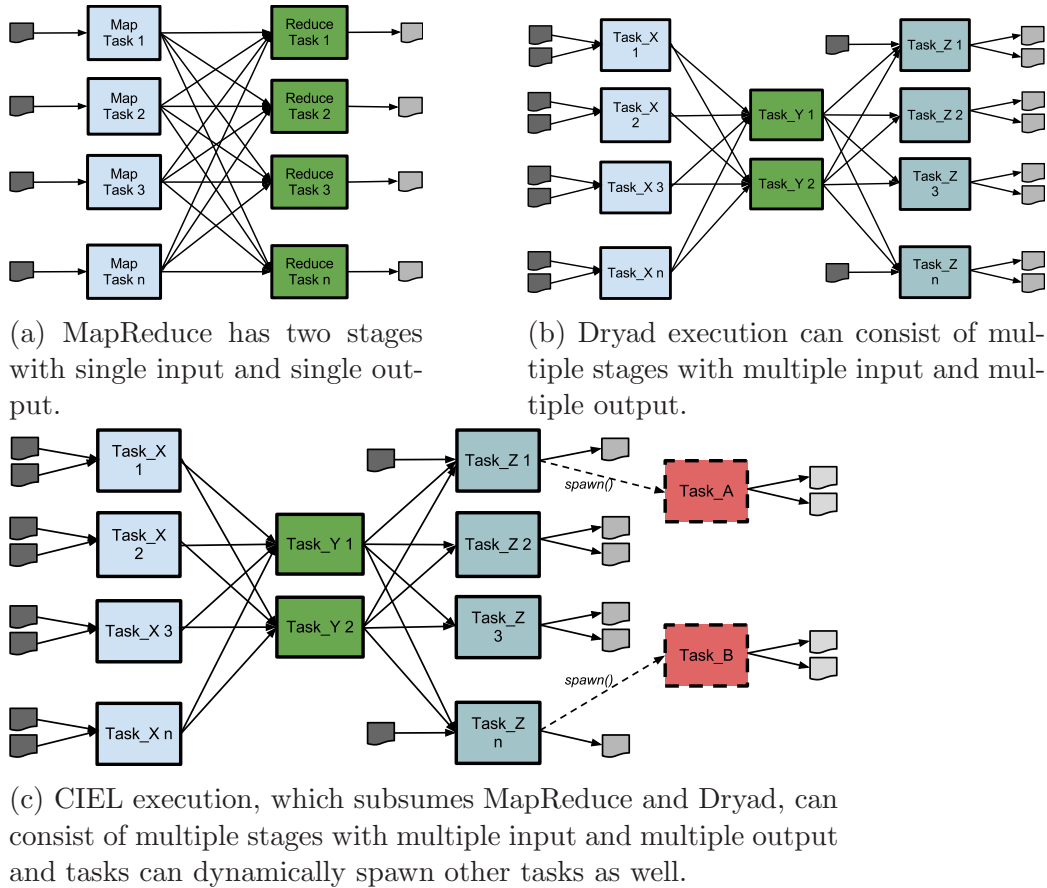 Map
Task 1
Map
Task 2
Map
Task 3
Map
Task n
Reduce
Task 1
Reduce
Task 2
Reduce
Task 3
Reduce
Task n
(a) MapReduce has two stages
with single input and single out-
put.
Task_X
1
Task_X
2
Task_X 3
Task_X n
Task_Y 1
Task_Y 2
Task_Z 1
Task_Z 2
Task_Z
3
Task_Z
n
(b) Dryad execution can consist of mul-
tiple stages with multiple input and mul-
tiple output.
Task_X
1
Task_X
2
Task_X 3
Task_X n
Task_Y 1
Task_Y 2
Task_Z 1
Task_Z 2
Task_Z
3
Task_Z
n
spawn()
Task_A
spawn()
Task_B
(c) CIEL execution, which subsumes MapReduce and Dryad, can
consist of multiple stages with multiple input and multiple output
and tasks can dynamically spawn other tasks as well.